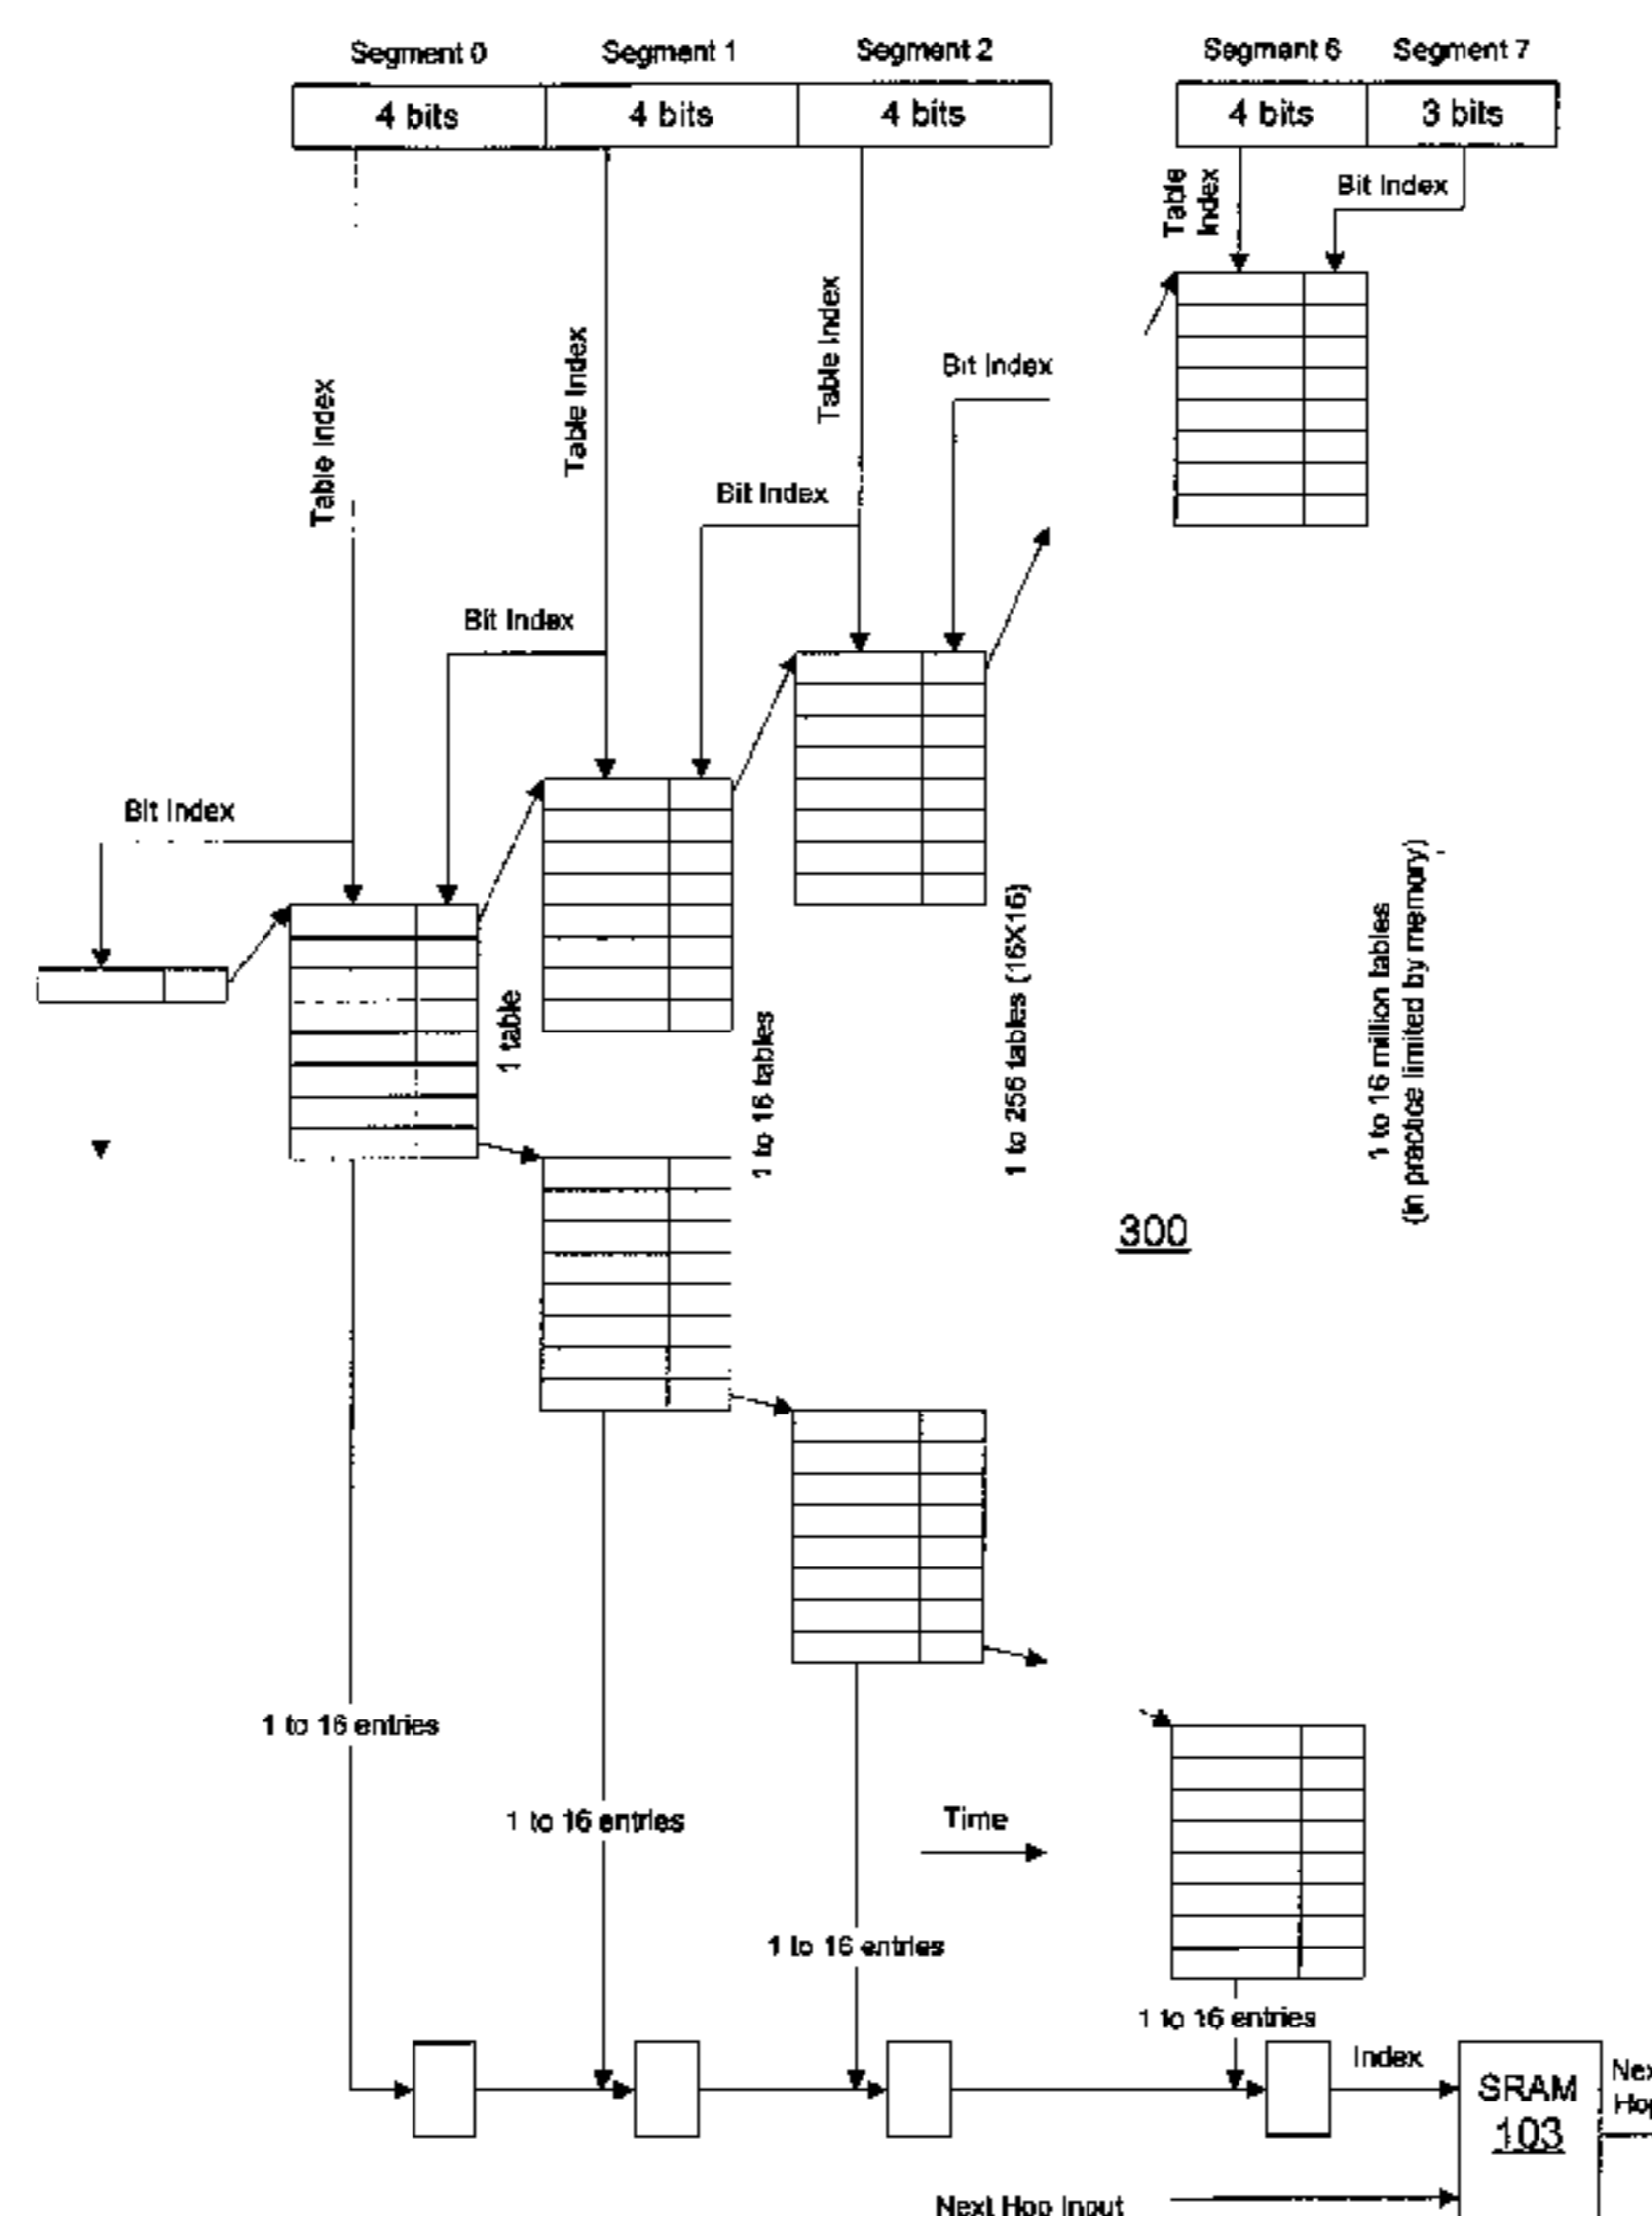 Segment 0
Segment 1
Segment 2
Segment 6
Segment 7
4 bits
4 bits
4 bits
4 bits
3 bits
Table
Index
Bit Index
Table Index
Table Index
Table Index
Bit Index
Bit Index
Bit Index
Bit Index
1 table
1 to 16 tables
1 to 256 tables (16X16)
1 to 16 million tables
(in practice limited by memory)
300
1 to 16 entries
1 to 16 entries
Time
1 to 16 entries
1 to 16 entries
Index
SRAM
103
Next Hop Input